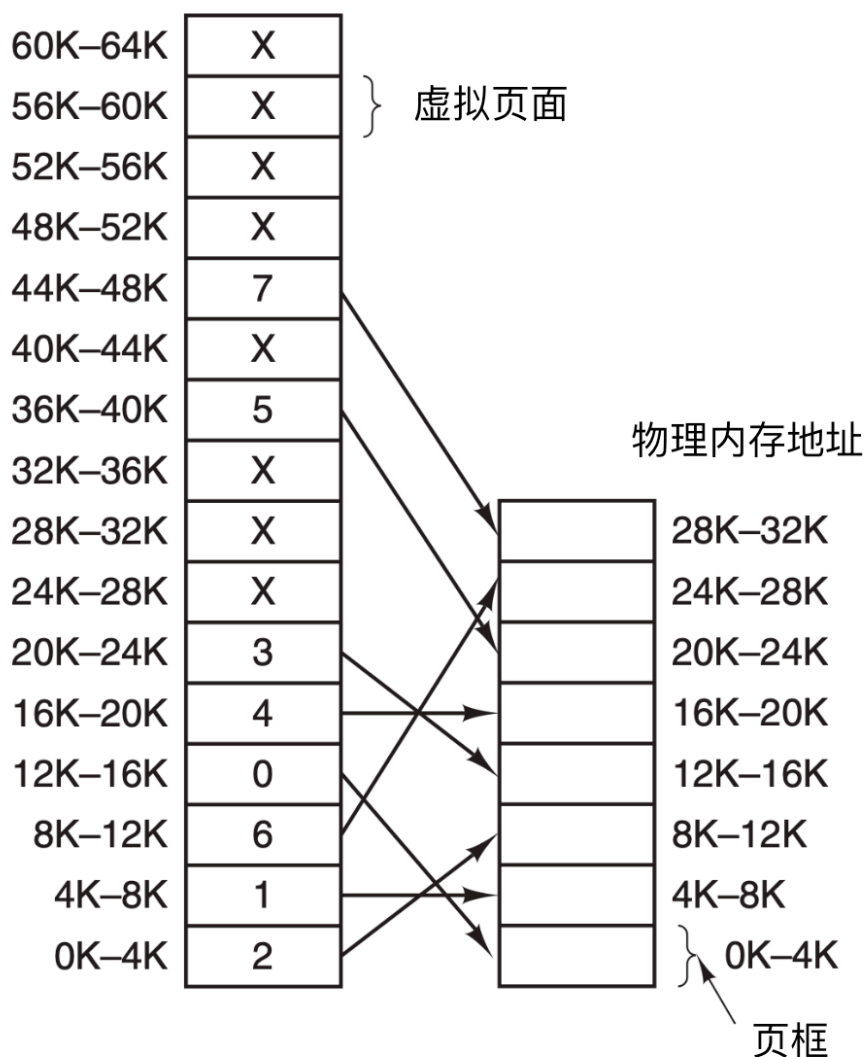 60K–64K X
56K–60K X 虚拟页面
52K–56K X
48K–52K X
44K–48K 7
40K–44K X
36K–40K 5
物理内存地址
32K–36K X
28K–32K X 28K–32K
24K–28K X 24K–28K
20K–24K 3 20K–24K
16K–20K 4 16K–20K
12K–16K 0 12K–16K
8K–12K 6 8K–12K
4K–8K 1 4K–8K
0K–4K 2 0K–4K
页框